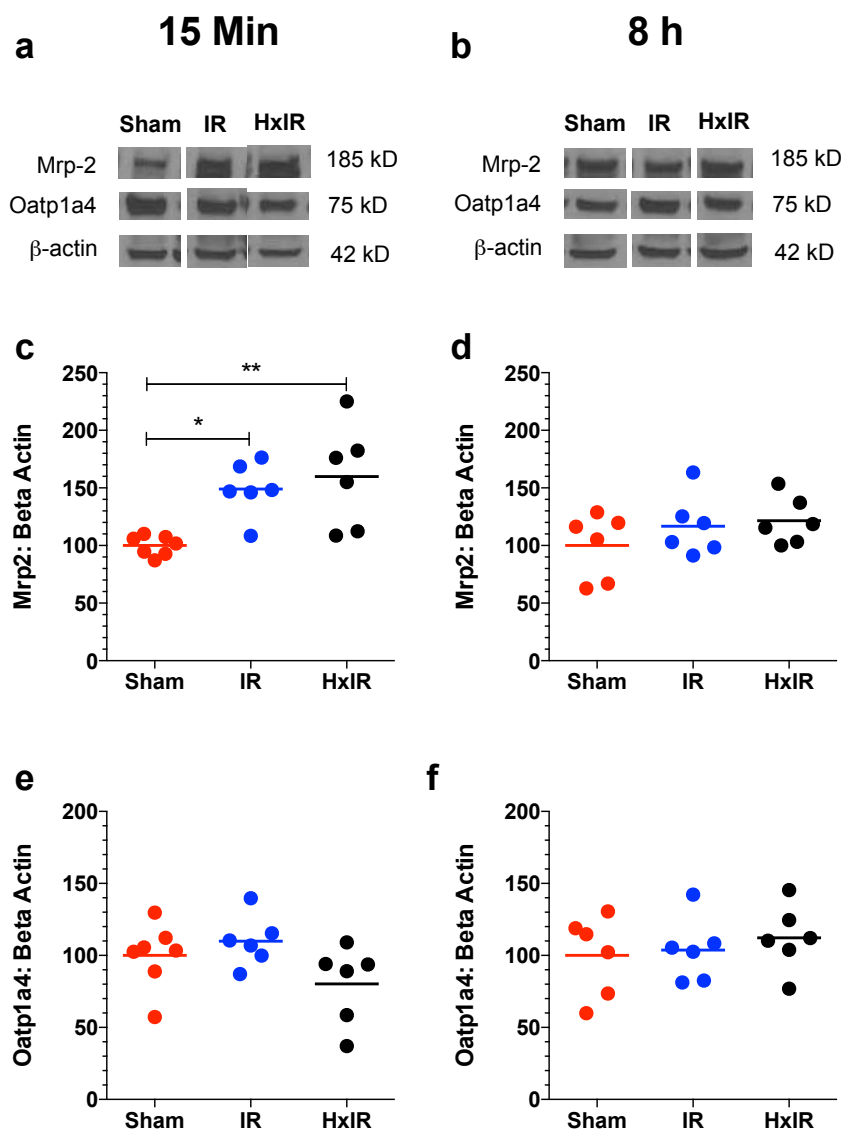 15 Min
8 h
a
b
Sham IR HxIR
Mrp-2 185 kD
Oatp1a4 75 kD
β-actin 42 kD
Sham IR HxIR
Mrp-2 185 kD
Oatp1a4 75 kD
β-actin 42 kD
c
Mrp2: Beta Actin
250
200
150
100
50
0
**
*
Sham IR HxIR
d
Mrp2: Beta Actin
250
200
150
100
50
0
Sham IR HxIR
e
Oatp1a4: Beta Actin
200
150
100
50
0
Sham IR HxIR
f
Oatp1a4: Beta Actin
200
150
100
50
0
Sham IR HxIR